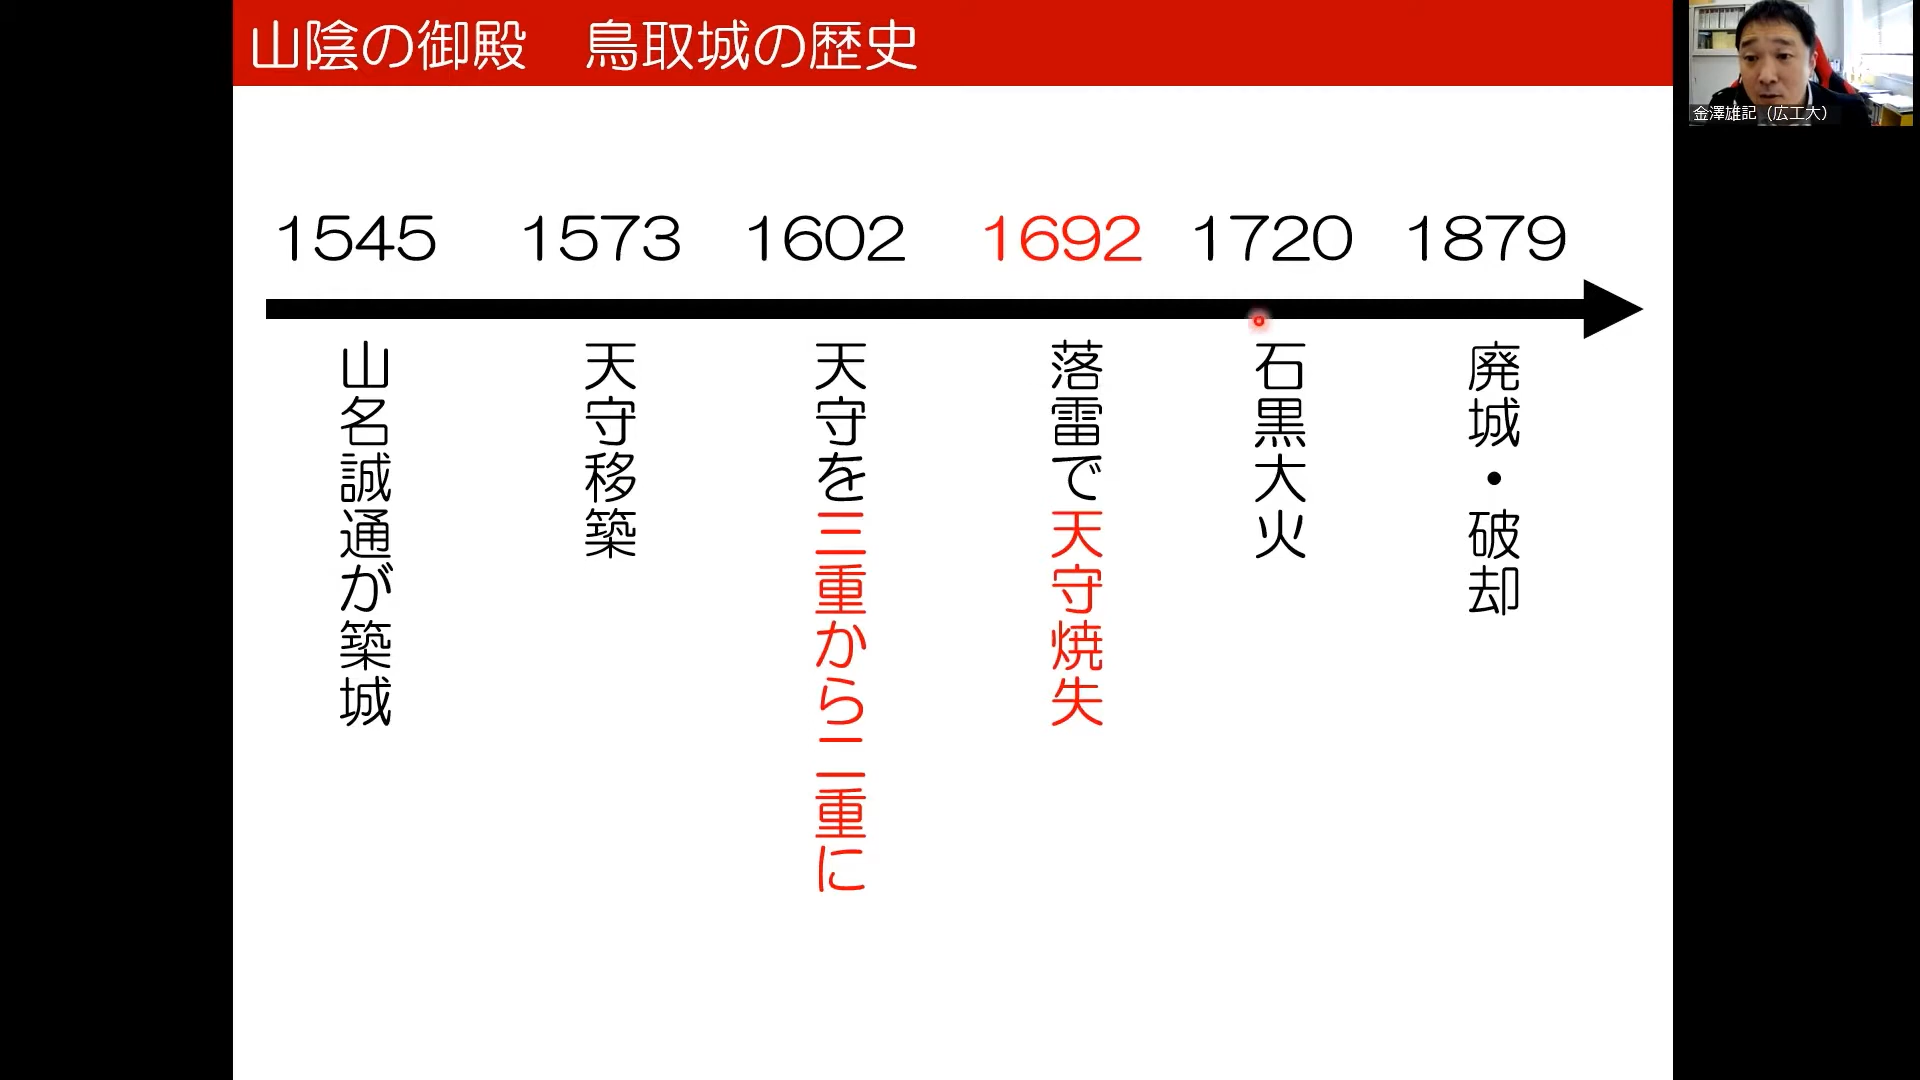 山陰の御殿　鳥取城の歴史
金澤雄記（広工大）
1545
1573
1602
1692
1720
1879
山名誠通が築城
天守移築
天守を三重から二重に
落雷で天守焼失
石黒大火
廃城・破却